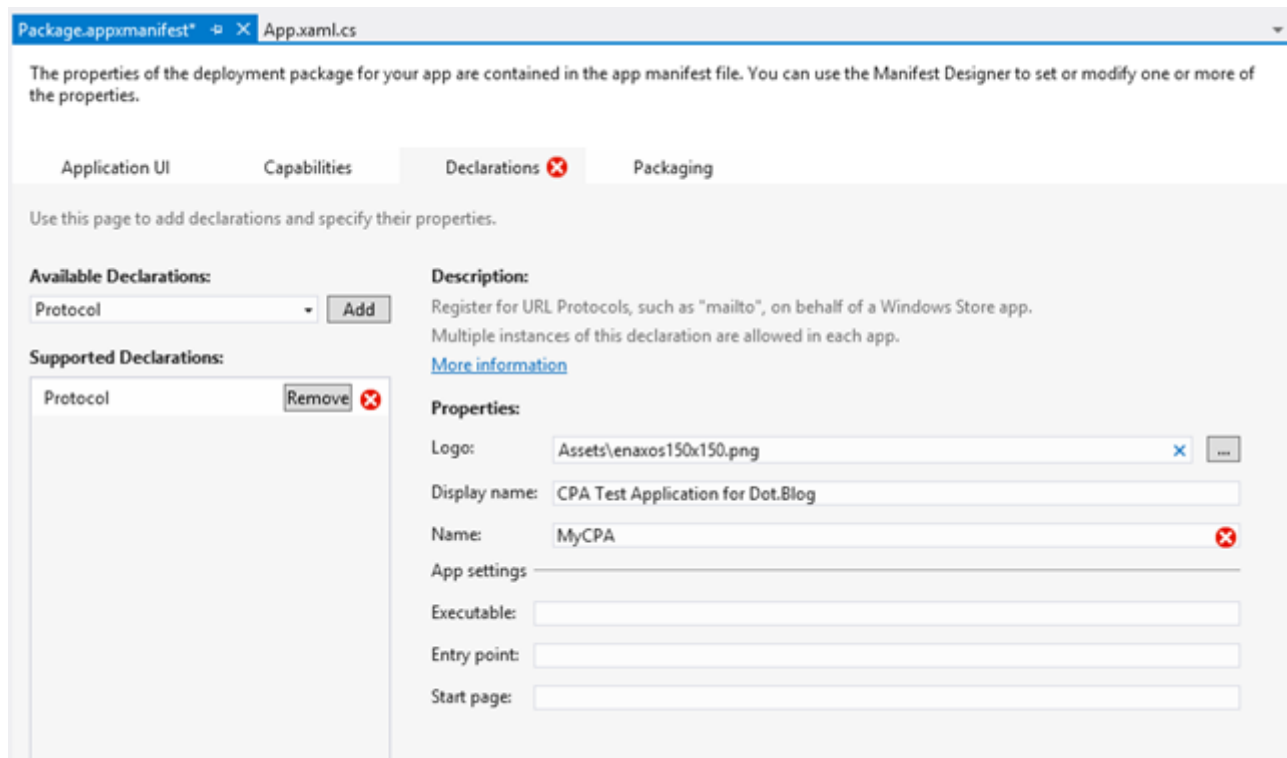 Package.appxmanifest* App.xaml.cs
The properties of the deployment package for your app are contained in the app manifest file. You can use the Manifest Designer to set or modify one or more of
the properties.
Application UI Capabilities Declarations Packaging
Use this page to add declarations and specify their properties.
Available Declarations:
Protocol Add
Supported Declarations:
Protocol Remove
Description:
Register for URL Protocols, such as "mailto", on behalf of a Windows Store app.
Multiple instances of this declaration are allowed in each app.
More information
Properties:
Logo: Assets\enaxos150x150.png ...
Display name: CPA Test Application for Dot.Blog
Name: MyCPA
App settings
Executable:
Entry point:
Start page: